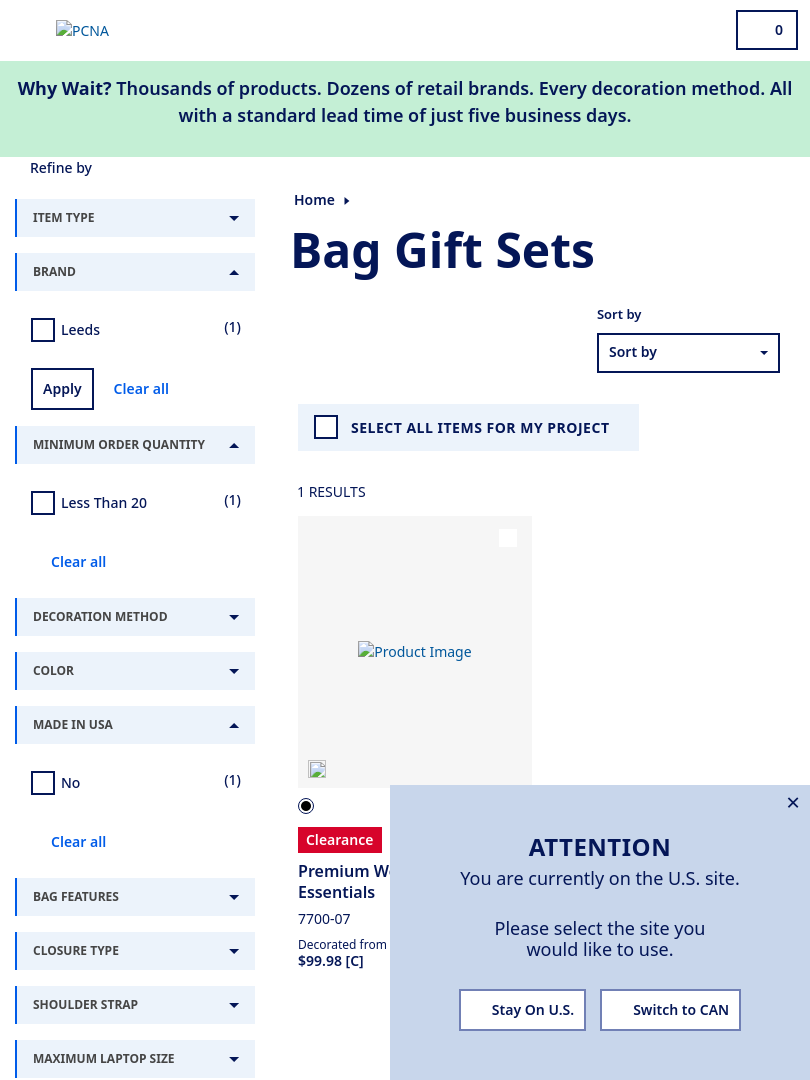 PCNA
0
Why Wait? Thousands of products. Dozens of retail brands. Every decoration method. All
with a standard lead time of just five business days.
Refine by
ITEM TYPE
BRAND
Leeds (1)
Apply Clear all
MINIMUM ORDER QUANTITY
Less Than 20 (1)
Clear all
DECORATION METHOD
COLOR
MADE IN USA
No (1)
Clear all
BAG FEATURES
CLOSURE TYPE
SHOULDER STRAP
MAXIMUM LAPTOP SIZE
Home
Bag Gift Sets
Sort by
Sort by
SELECT ALL ITEMS FOR MY PROJECT
1 RESULTS
Product Image
Clearance
Premium
Essentials
7700-07
Decorated from
$99.98 [C]
×
ATTENTION
You are currently on the U.S. site.
Please select the site you
would like to use.
Stay On U.S. Switch to CAN